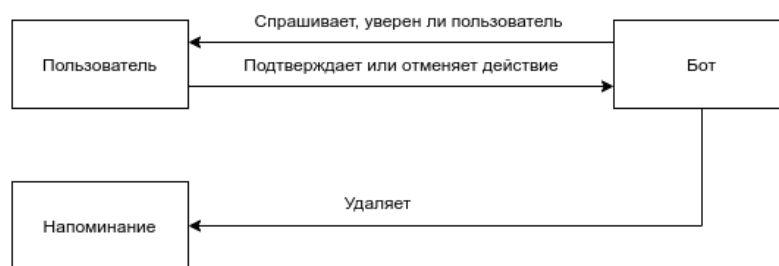 Спрашивает, уверен ли пользователь
Пользователь
Подтверждает или отменяет действие
Бот
Удаляет
Напоминание